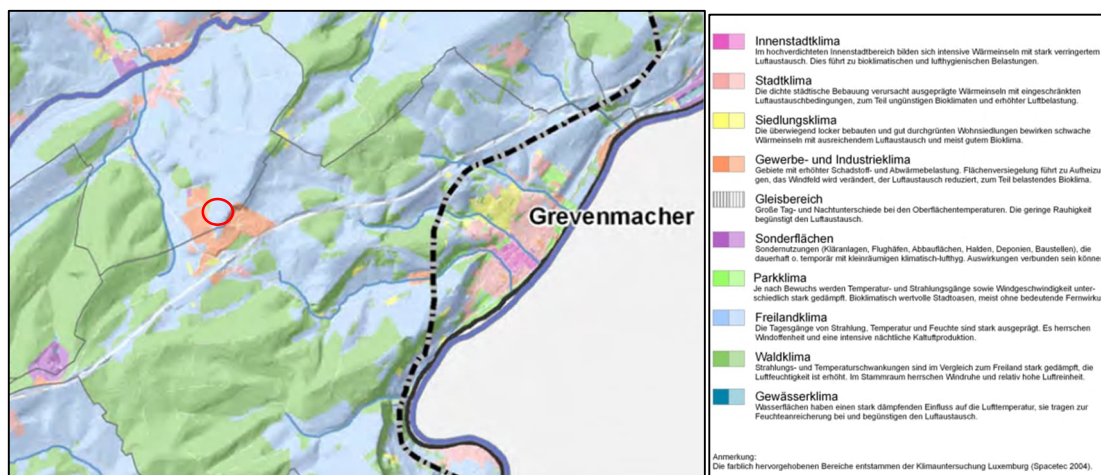 Grevenmacher
Innenstadtklima
Im hochverdichteten Innenstadtbereich bilden sich intensive Wärmeinseln mit stark verringertem
Luftaustausch. Dies führt zu bioklimatischen und lufthygienischen Belastungen.
Stadtklima
Die dichte städtische Bebauung verursacht ausgeprägte Wärmeinseln mit eingeschränkten
Luftaustauschbedingungen, zum Teil ungünstigen Bioklimaten und erhöhter Luftbelastung.
Siedlungsklima
Die überwiegend locker bebauten und gut durchgrünten Wohnsiedlungen bewirken schwache
Wärmeinseln mit ausreichendem Luftaustausch und meist gutem Bioklima.
Gewerbe- und Industrieklima
Gebiete mit erhöhter Schadstoff- und Abwärmebelastung. Flächenversiegelung führt zu Aufheizu
gen, das Windfeld wird verändert, der Luftaustausch reduziert, zum Teil belastendes Bioklima.
Gleisbereich
Große Tag- und Nachtunterschiede bei den Oberflächentemperaturen. Die geringe Rauhigkeit
begünstigt den Luftaustausch.
Sonderflächen
Sondernutzungen (Kläranlagen, Flughäfen, Abbauflächen, Halden, Deponien, Baustellen), die
dauerhaft o. temporär mit kleinräumigen klimatisch-lufthyg. Auswirkungen verbunden sein könne
Parkklima
Je nach Bewuchs werden Temperatur- und Strahlungsgänge sowie Windgeschwindigkeit unter-
schiedlich stark gedämpft. Bioklimatisch wertvolle Stadtoasen, meist ohne bedeutende Fernwirku
Freilandklima
Die Tagesgänge von Strahlung, Temperatur und Feuchte sind stark ausgeprägt. Es herrschen
Windoffenheit und eine intensive nächtliche Kaltluftproduktion.
Waldklima
Strahlungs- und Temperaturschwankungen sind im Vergleich zum Freiland stark gedämpft, die
Luftfeuchtigkeit ist erhöht. Im Stammraum herrschen Windruhe und relativ hohe Luftreinheit.
Gewässerklima
Wasserflächen haben einen stark dämpfenden Einfluss auf die Lufttemperatur, sie tragen zur
Feuchteanreicherung bei und begünstigen den Luftaustausch.
Anmerkung:
Die farblich hervorgehobenen Bereiche entstammen der Klimauntersuchung Luxemburg (Spacetec 2004).